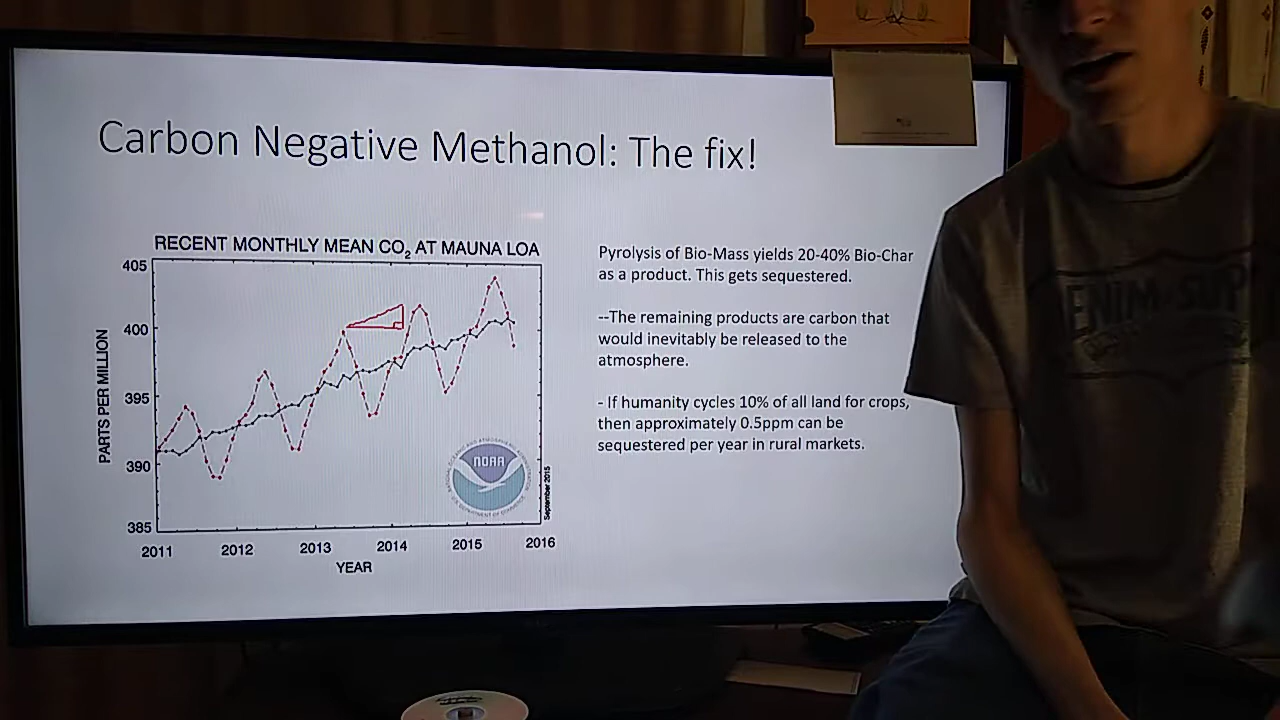 Carbon Negative Methanol: The fix!
RECENT MONTHLY MEAN CO₂ AT MAUNA LOA
405
400
395
390
385
PARTS PER MILLION
2011 2012 2013 2014 2015 2016
YEAR
NOAA
September 2015
Pyrolysis of Bio-Mass yields 20-40% Bio-Char
as a product. This gets sequestered.
--The remaining products are carbon that
would inevitably be released to the
atmosphere.
- If humanity cycles 10% of all land for crops,
then approximately 0.5ppm can be
sequestered per year in rural markets.